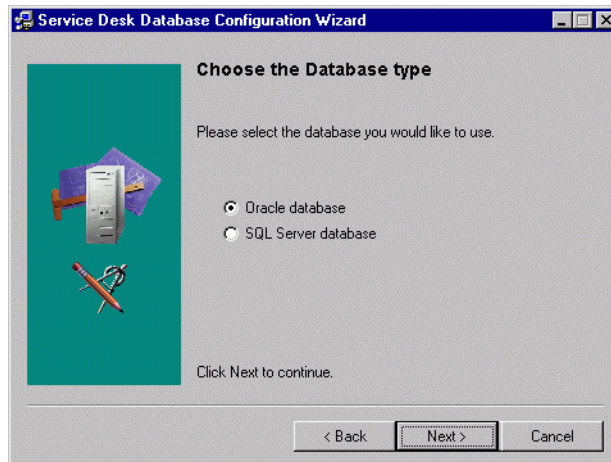 Service Desk Database Configuration Wizard
Choose the Database type
Please select the database you would like to use.
Oracle database
SQL Server database
Click Next to continue.
< Back
Next >
Cancel